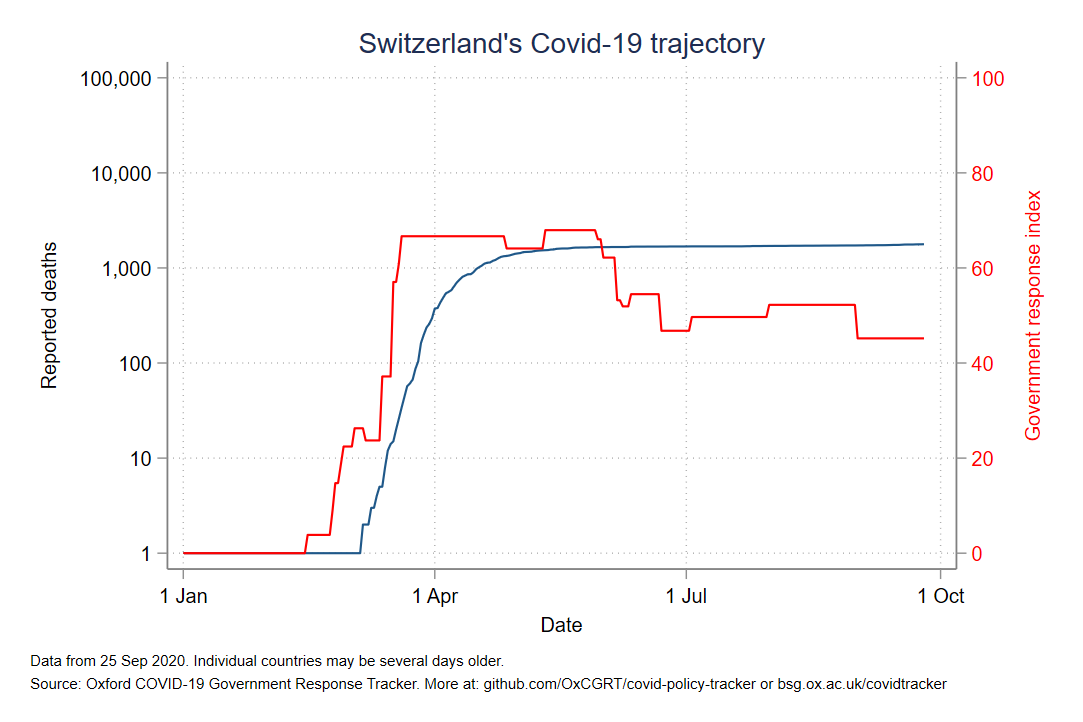 Switzerland's Covid-19 trajectory
100,000
10,000
1,000
100
10
1
Reported deaths
100
80
60
40
20
0
Government response index
1 Jan
1 Apr
1 Jul
1 Oct
Date
Data from 25 Sep 2020. Individual countries may be several days older.
Source: Oxford COVID-19 Government Response Tracker. More at: github.com/OxCGRT/covid-policy-tracker or bsg.ox.ac.uk/covidtracker